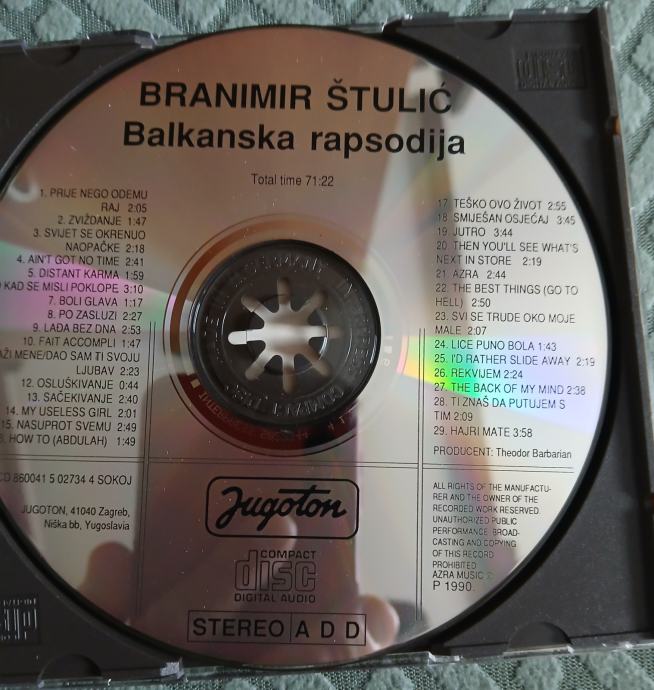 BRANIMIR ŠTULIĆ
Balkanska rapsodija
Total time 71:22
1. PRIJE NEGO ODEMU
RAJ 2:05
2. ZVIŽDANJE 1:47
3. SVIJET SE OKRENUO
NAOPAČKE 2:18
4. AIN'T GOT NO TIME 2:41
5. DISTANT KARMA 1:59
KAD SE MISLI POKLOPE 3:10
7. BOLI GLAVA 1:17
8. PO ZASLUZI 2:27
9. LAĐA BEZ DNA 2:53
10. FAIT ACCOMPLI 1:47
MENE/DAO SAM TI SVOJU
LJUBAV 2:23
12. OSLUŠKIVANJE 0:44
13. SAČEKIVANJE 2:40
14. MY USELESS GIRL 2:01
15. NASUPROT SVEMU 2:49
HOW TO (ABDULAH) 1:49
17. TEŠKO OVO ŽIVOT 2:55
18. SMIJEŠAN OSJEĆAJ 3:45
19. JUTRO 3:44
20. THEN YOU'LL SEE WHAT'S
NEXT IN STORE 2:19
21. AZRA 2:44
22. THE BEST THINGS (GO TO
HELL) 2:50
23. SVI SE TRUDE OKO MOJE
MALE 2:07
24. LICE PUNO BOLA 1:43
25. I'D RATHER SLIDE AWAY 2:19
26. REKVIJEM 2:24
27. THE BACK OF MY MIND 2:38
28. TI ZNAŠ DA PUTUJEM S
TIM 2:09
29. HAJRI MATE 3:58
PRODUCENT: Theodor Barbarian
CD 860041 5 02734 4 SOKOJ
JUGOTON, 41040 Zagreb,
Niška bb, Yugoslavia
Jugoton
COMPACT
disc
DIGITAL AUDIO
STEREO A D D
ALL RIGHTS OF THE MANUFACTU-
RER AND THE OWNER OF THE
RECORDED WORK RESERVED.
UNAUTHORIZED PUBLIC
PERFORMANCE BROAD-
CASTING AND COPYING
OF THIS RECORD
PROHIBITED
AZRA MUSIC
P 1990.